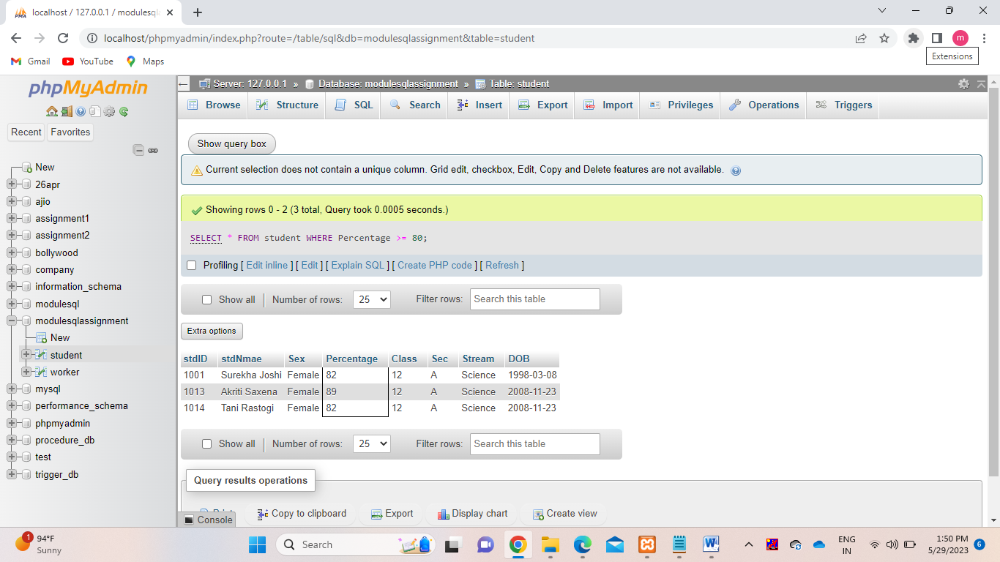 localhost / 127.0.0.1 / modulesql
localhost/phpmyadmin/index.php?route=/table/sql&db=modulesqlassignment&table=student
m
Gmail YouTube Maps
Extensions
phpMyAdmin
Recent Favorites
New
26apr
ajio
assignment1
assignment2
bollywood
company
information_schema
modulesql
modulesqlassignment
New
student
worker
mysql
performance_schema
phpmyadmin
procedure_db
test
trigger_db
Server: 127.0.0.1 » Database: modulesqlassignment » Table: student
Browse Structure SQL Search Insert Export Import Privileges Operations Triggers
Show query box
Current selection does not contain a unique column. Grid edit, checkbox, Edit, Copy and Delete features are not available.
Showing rows 0 - 2 (3 total, Query took 0.0005 seconds.)
SELECT * FROM student WHERE Percentage >= 80;
Profiling [ Edit inline ] [ Edit ] [ Explain SQL ] [ Create PHP code ] [ Refresh ]
Show all | Number of rows: 25 Filter rows: Search this table
Extra options
stdID stdNmae Sex Percentage Class Sec Stream DOB
1001 Surekha Joshi Female 82 12 A Science 1998-03-08
1013 Akriti Saxena Female 89 12 A Science 2008-11-23
1014 Tani Rastogi Female 82 12 A Science 2008-11-23
Show all | Number of rows: 25 Filter rows: Search this table
Query results operations
Print Copy to clipboard Export Display chart Create view
Console
1 94°F
Sunny
Search
ENG
IN
1:50 PM
5/29/2023
6